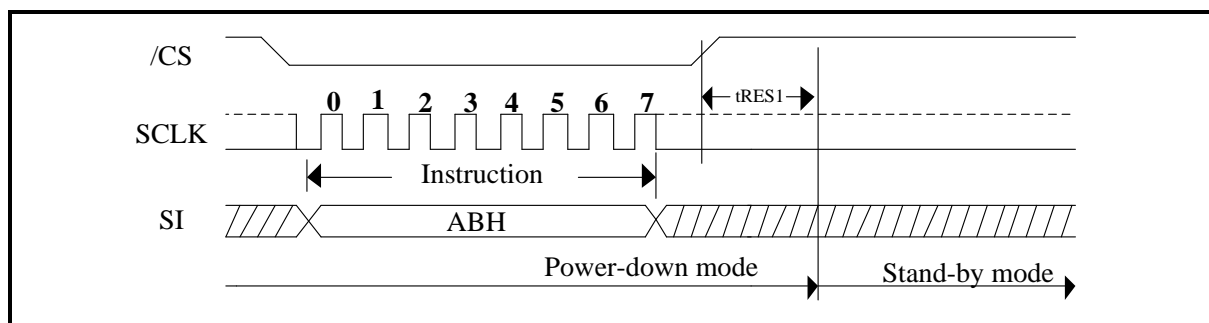 /CS
tRES1
0 1 2 3 4 5 6 7
SCLK
Instruction
SI
ABH
Power-down mode
Stand-by mode